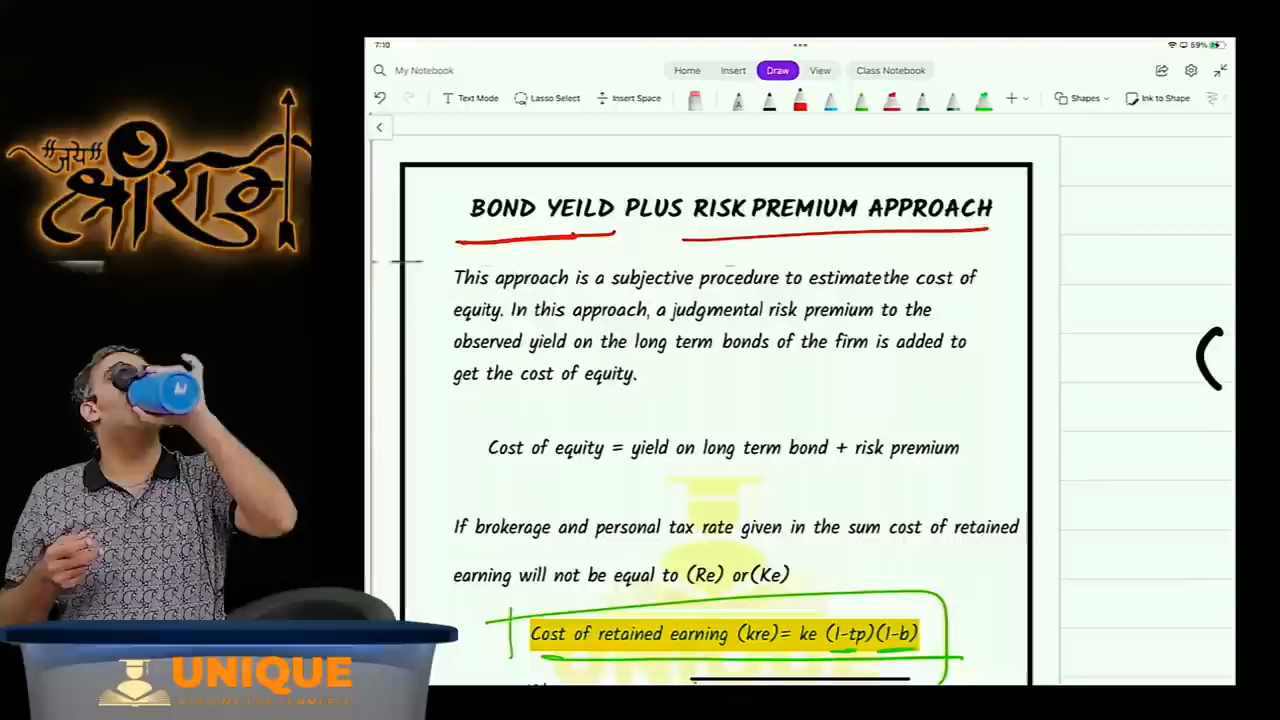 7:10
59%
My Notebook
Home Insert Draw View Class Notebook
Text Mode Lasso Select Insert Space Shapes Ink to Shape
"जय"
श्रीराम
BOND YEILD PLUS RISK PREMIUM APPROACH
This approach is a subjective procedure to estimatethe cost of
equity. In this approach, a judgmental risk premium to the
observed yield on the long term bonds of the firm is added to
get the cost of equity.
Cost of equity = yield on long term bond + risk premium
If brokerage and personal tax rate given in the sum cost of retained
earning will not be equal to (Re) or(Ke)
Cost of retained earning (kre)= ke (1-tp)(1-b)
UNIQUE